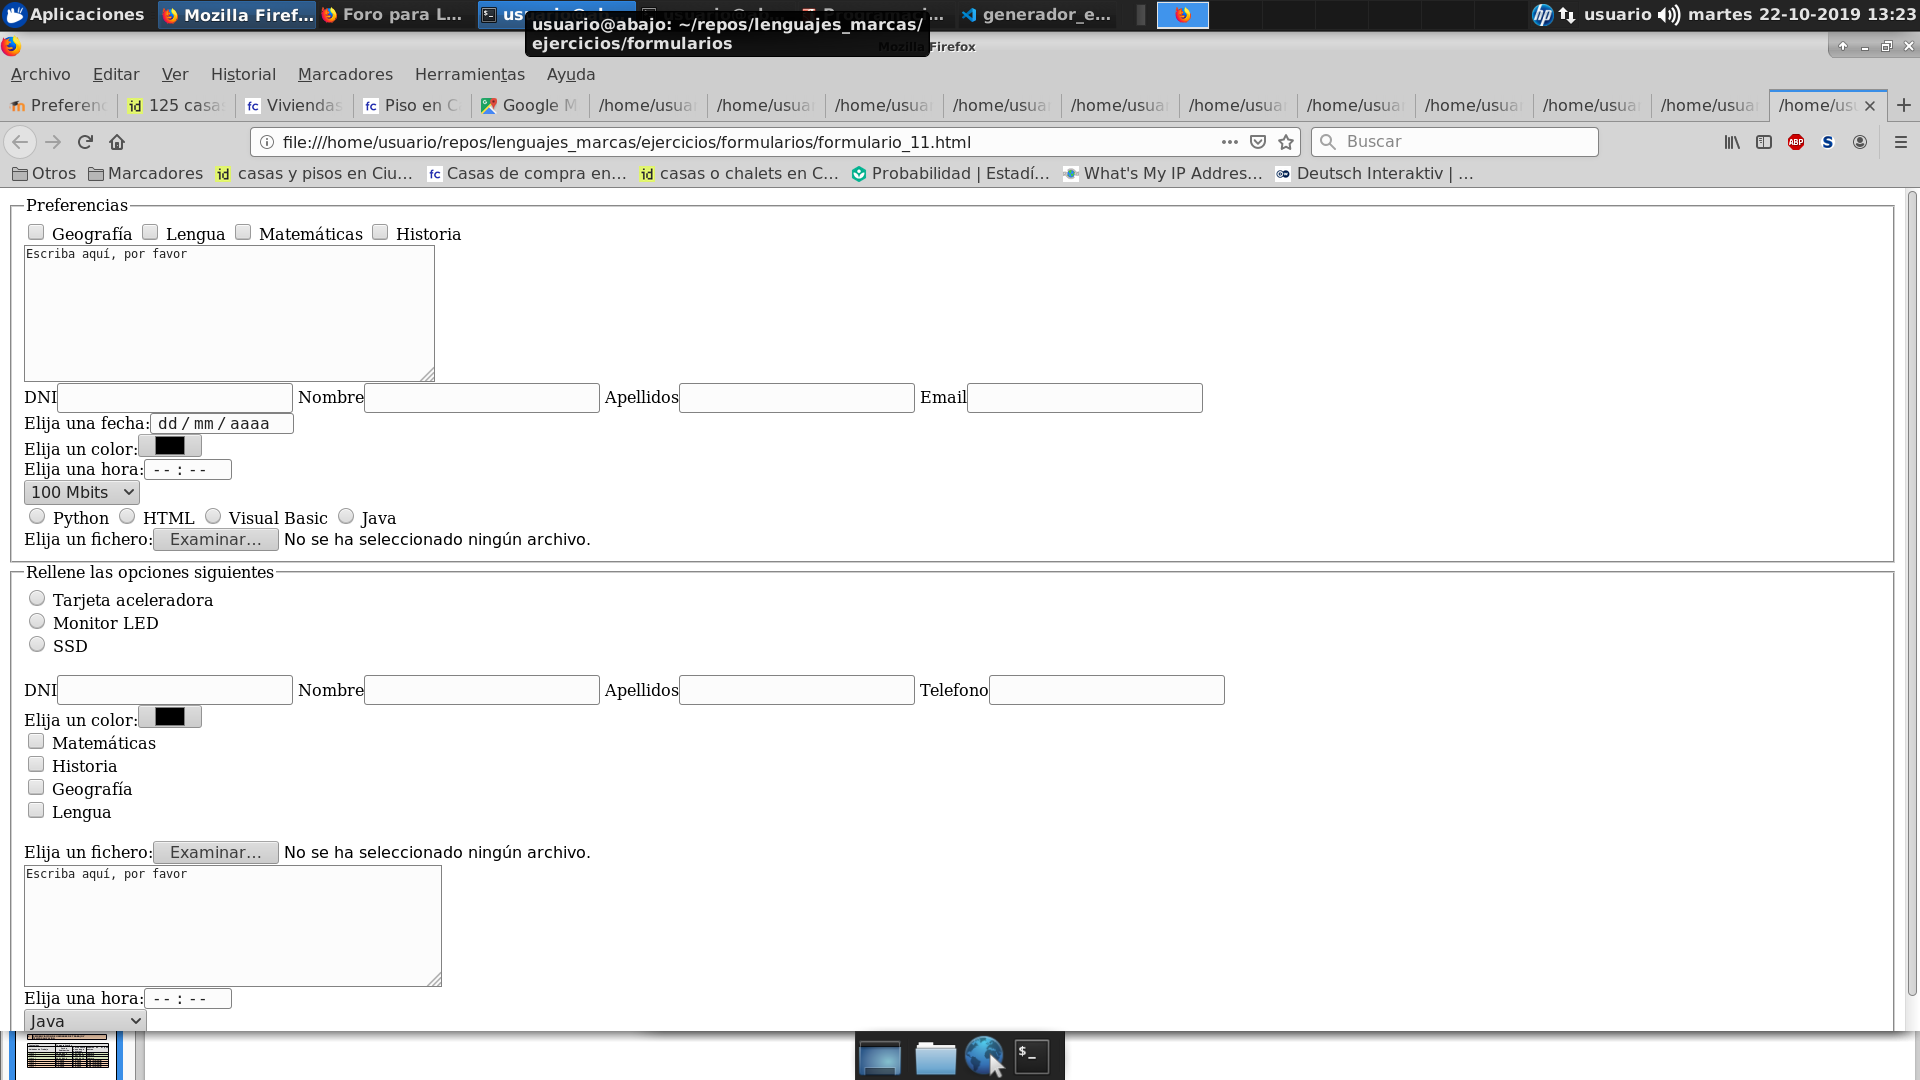 Aplicaciones
Mozilla Firef...
Foro para L...
generador_e...
usuario
martes 22-10-2019 13:23
usuario@abajo: ~/repos/lenguajes_marcas/
ejercicios/formularios
Mozilla Firefox
Archivo Editar Ver Historial Marcadores Herramientas Ayuda
Preferenc
125 casas
Viviendas
Piso en C
Google M
/home/usua
/home/usua
/home/usua
/home/usua
/home/usua
/home/usua
/home/usua
/home/usua
/home/usua
/home/usua
/home/usu
file:///home/usuario/repos/lenguajes_marcas/ejercicios/formularios/formulario_11.html
Buscar
ABP
S
Otros
Marcadores
casas y pisos en Ciu...
Casas de compra en...
casas o chalets en C...
Probabilidad | Estadí...
What's My IP Addres...
Deutsch Interaktiv | ...
Preferencias
Geografía Lengua Matemáticas Historia
Escriba aquí, por favor
DNI Nombre Apellidos Email
Elija una fecha: dd / mm / aaaa
Elija un color:
Elija una hora: -- : --
100 Mbits
Python HTML Visual Basic Java
Elija un fichero: Examinar... No se ha seleccionado ningún archivo.
Rellene las opciones siguientes
Tarjeta aceleradora
Monitor LED
SSD
DNI Nombre Apellidos Telefono
Elija un color:
Matemáticas
Historia
Geografía
Lengua
Elija un fichero: Examinar... No se ha seleccionado ningún archivo.
Escriba aquí, por favor
Elija una hora: -- : --
Java